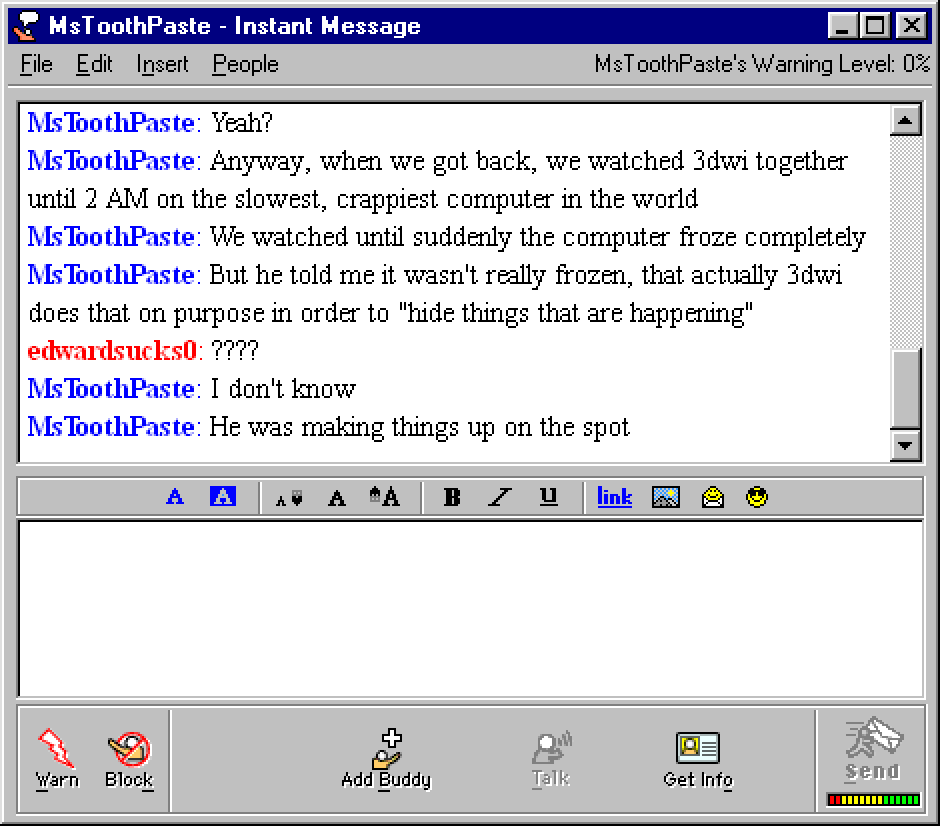 MsToothPaste - Instant Message
File Edit Insert People MsToothPaste's Warning Level: 0%
MsToothPaste: Yeah?
MsToothPaste: Anyway, when we got back, we watched 3dwi together
until 2 AM on the slowest, crappiest computer in the world
MsToothPaste: We watched until suddenly the computer froze completely
MsToothPaste: But he told me it wasn't really frozen, that actually 3dwi
does that on purpose in order to "hide things that are happening"
edwardsucks0: ????
MsToothPaste: I don't know
MsToothPaste: He was making things up on the spot
A A A A A B I U link
Warn Block Add Buddy Talk Get Info Send